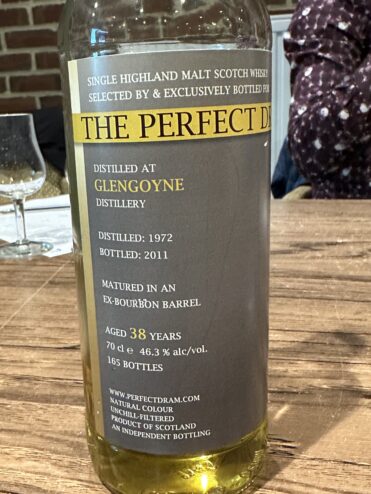 SINGLE HIGHLAND MALT SCOTCH WHISKY
SELECTED BY & EXCLUSIVELY BOTTLED FOR
THE PERFECT
DISTILLED AT
GLENGOYNE
DISTILLERY
DISTILLED: 1972
BOTTLED: 2011
MATURED IN AN
EX-BOURBON BARREL
AGED 38 YEARS
70 cl e 46.3 % alc/vol.
165 BOTTLES
WWW.PERFECTDRAM.COM
NATURAL COLOUR
UNCHILL-FILTERED
PRODUCT OF SCOTLAND
AN INDEPENDENT BOTTLING